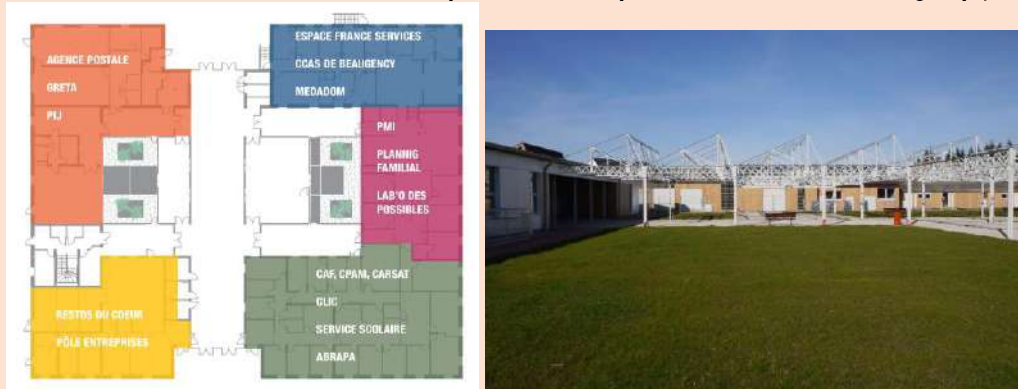 AGENCE POSTALE
GRETA
PIJ
ESPACE FRANCE SERVICES
CCAS DE BEAUGENCY
MEDADOM
PMI
PLANNIG
FAMILIAL
LAB'O DES
POSSIBLES
RESTOS DU COEUR
PÔLE ENTREPRISES
CAF, CPAM, CARSAT
CLIC
SERVICE SCOLAIRE
ABRAPA